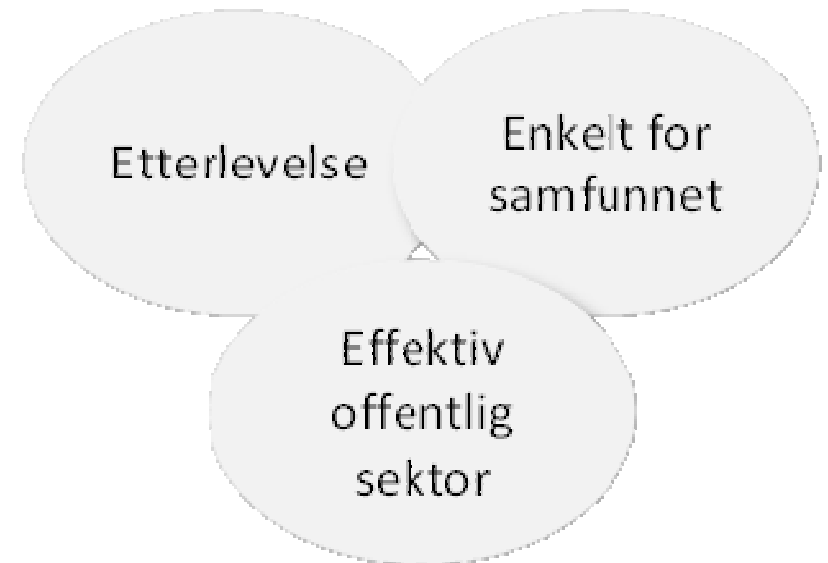 Etterlevelse
Enkelt for
samfunnet
Effektiv
offentlig
sektor